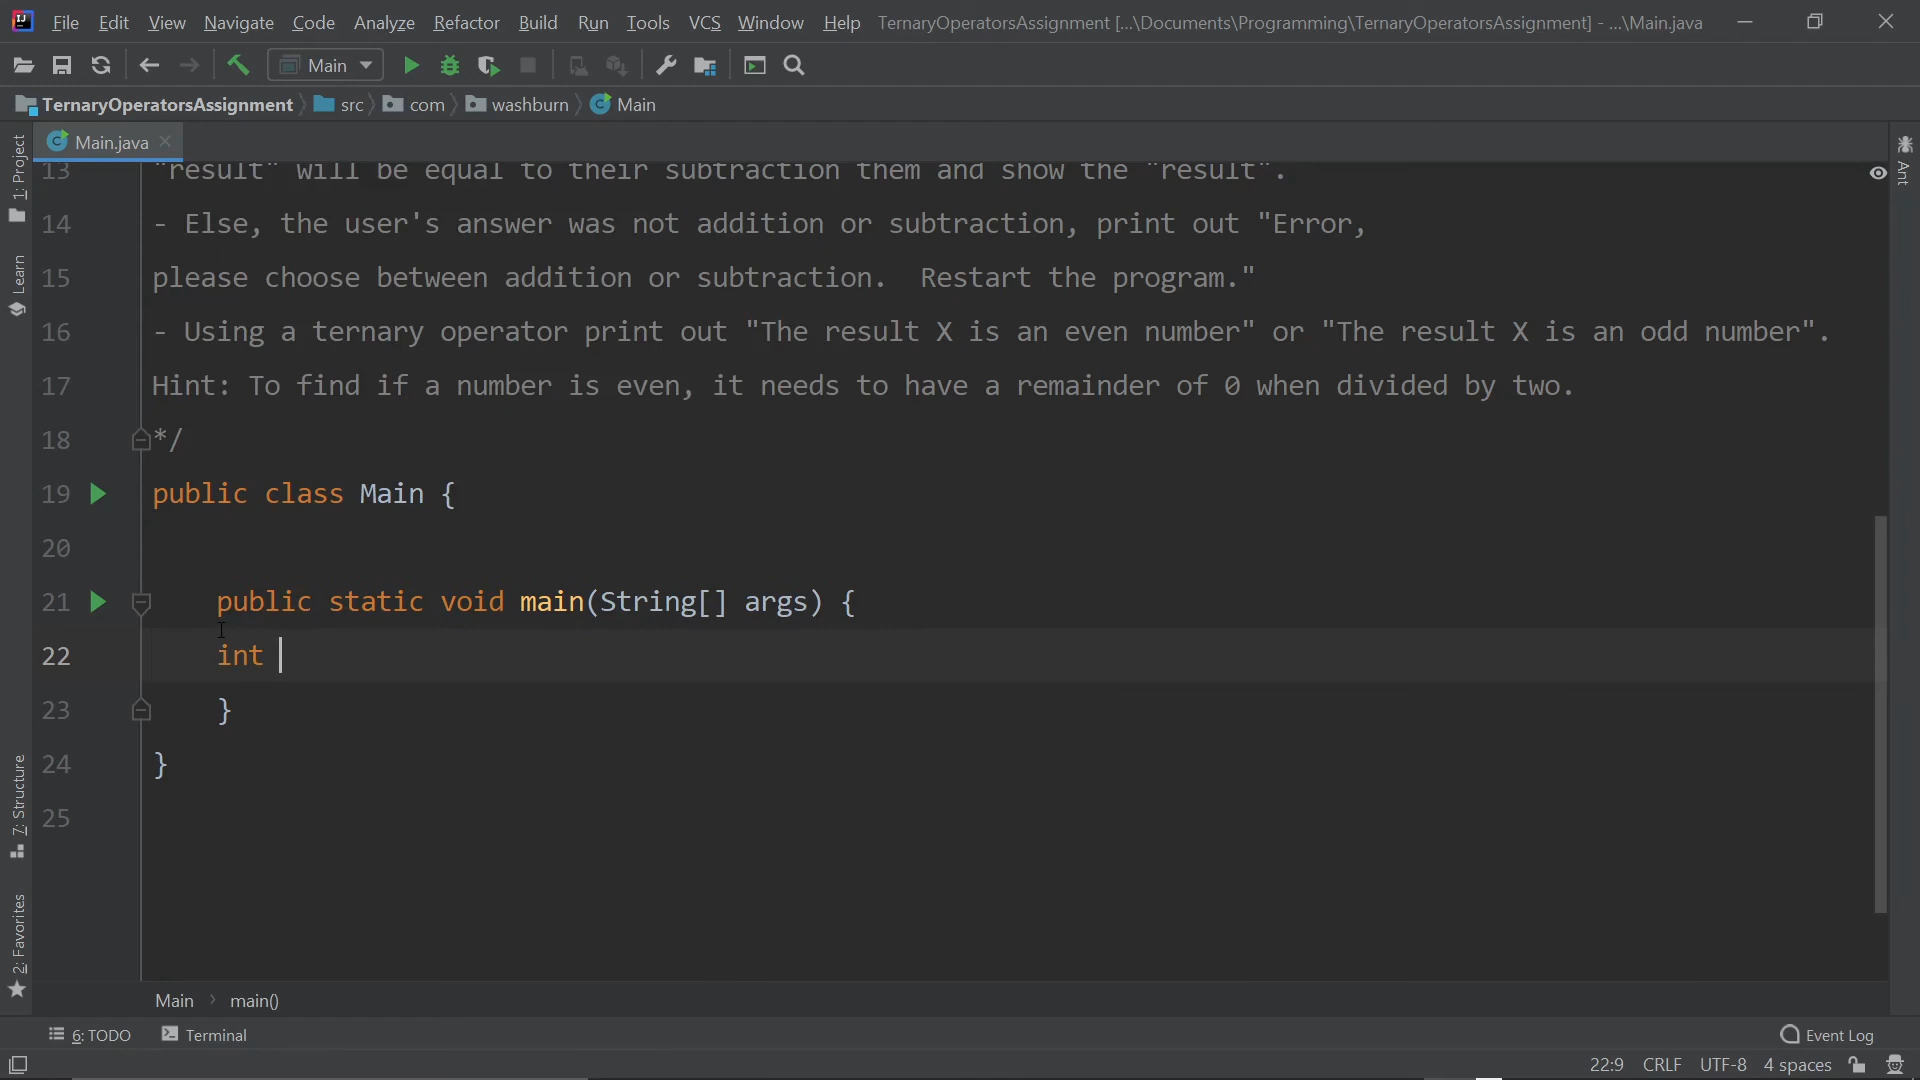 File Edit View Navigate Code Analyze Refactor Build Run Tools VCS Window Help TernaryOperatorsAssignment [...\Documents\Programming\TernaryOperatorsAssignment] - ...\Main.java
Main
TernaryOperatorsAssignment src com washburn Main
Main.java
1: Project
Learn
7: Structure
2: Favorites
Ant
13 "result" will be equal to their subtraction them and show the "result".
14 - Else, the user's answer was not addition or subtraction, print out "Error,
15 please choose between addition or subtraction.  Restart the program."
16 - Using a ternary operator print out "The result X is an even number" or "The result X is an odd number".
17 Hint: To find if a number is even, it needs to have a remainder of 0 when divided by two.
18 */
19 public class Main {
20
21 public static void main(String[] args) {
22 int
23 }
24 }
25
Main main()
6: TODO Terminal Event Log
22:9 CRLF UTF-8 4 spaces